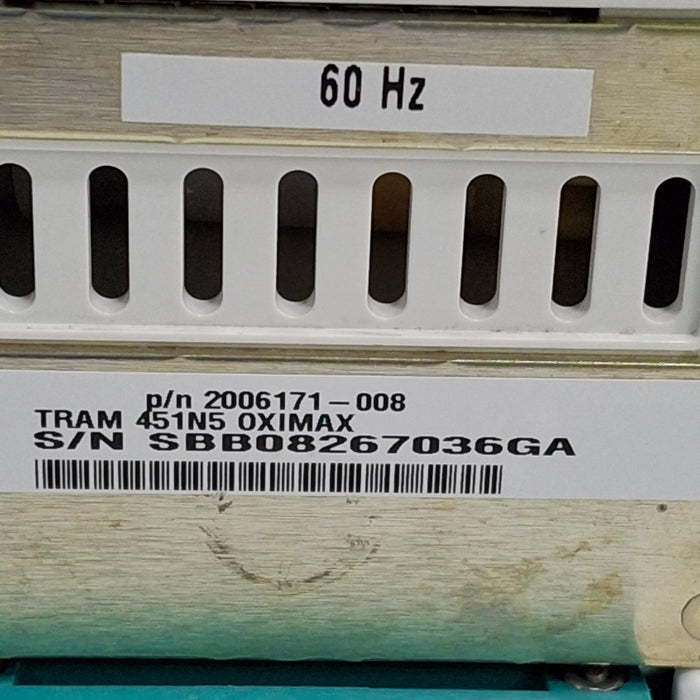 60 Hz
p/n 2006171-008
TRAM 451N5 OXIMAX
S/N SBB08267036GA